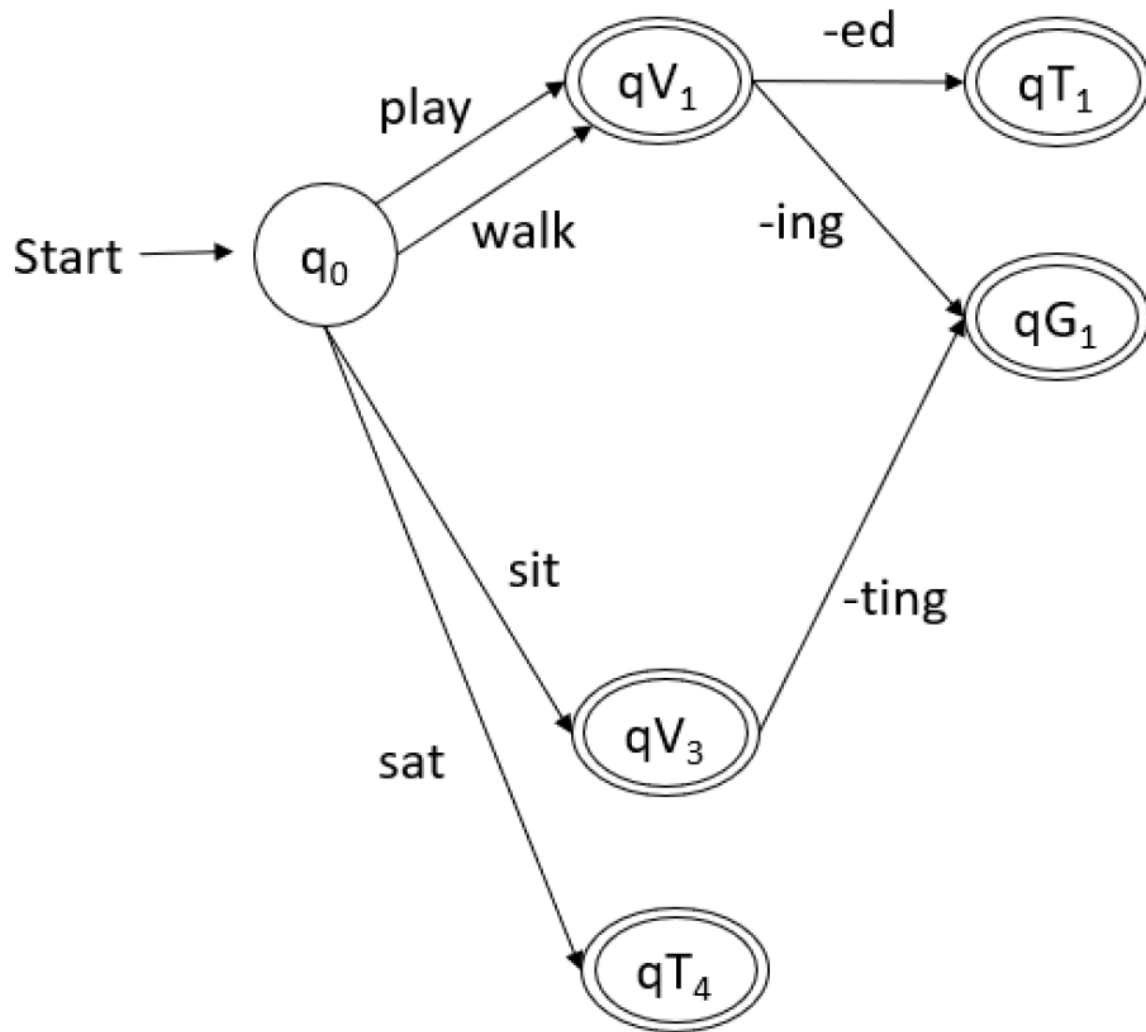 -ed
qV₁
qT₁
play
walk
-ing
Start
q₀
qG₁
sit
-ting
qV₃
sat
qT₄